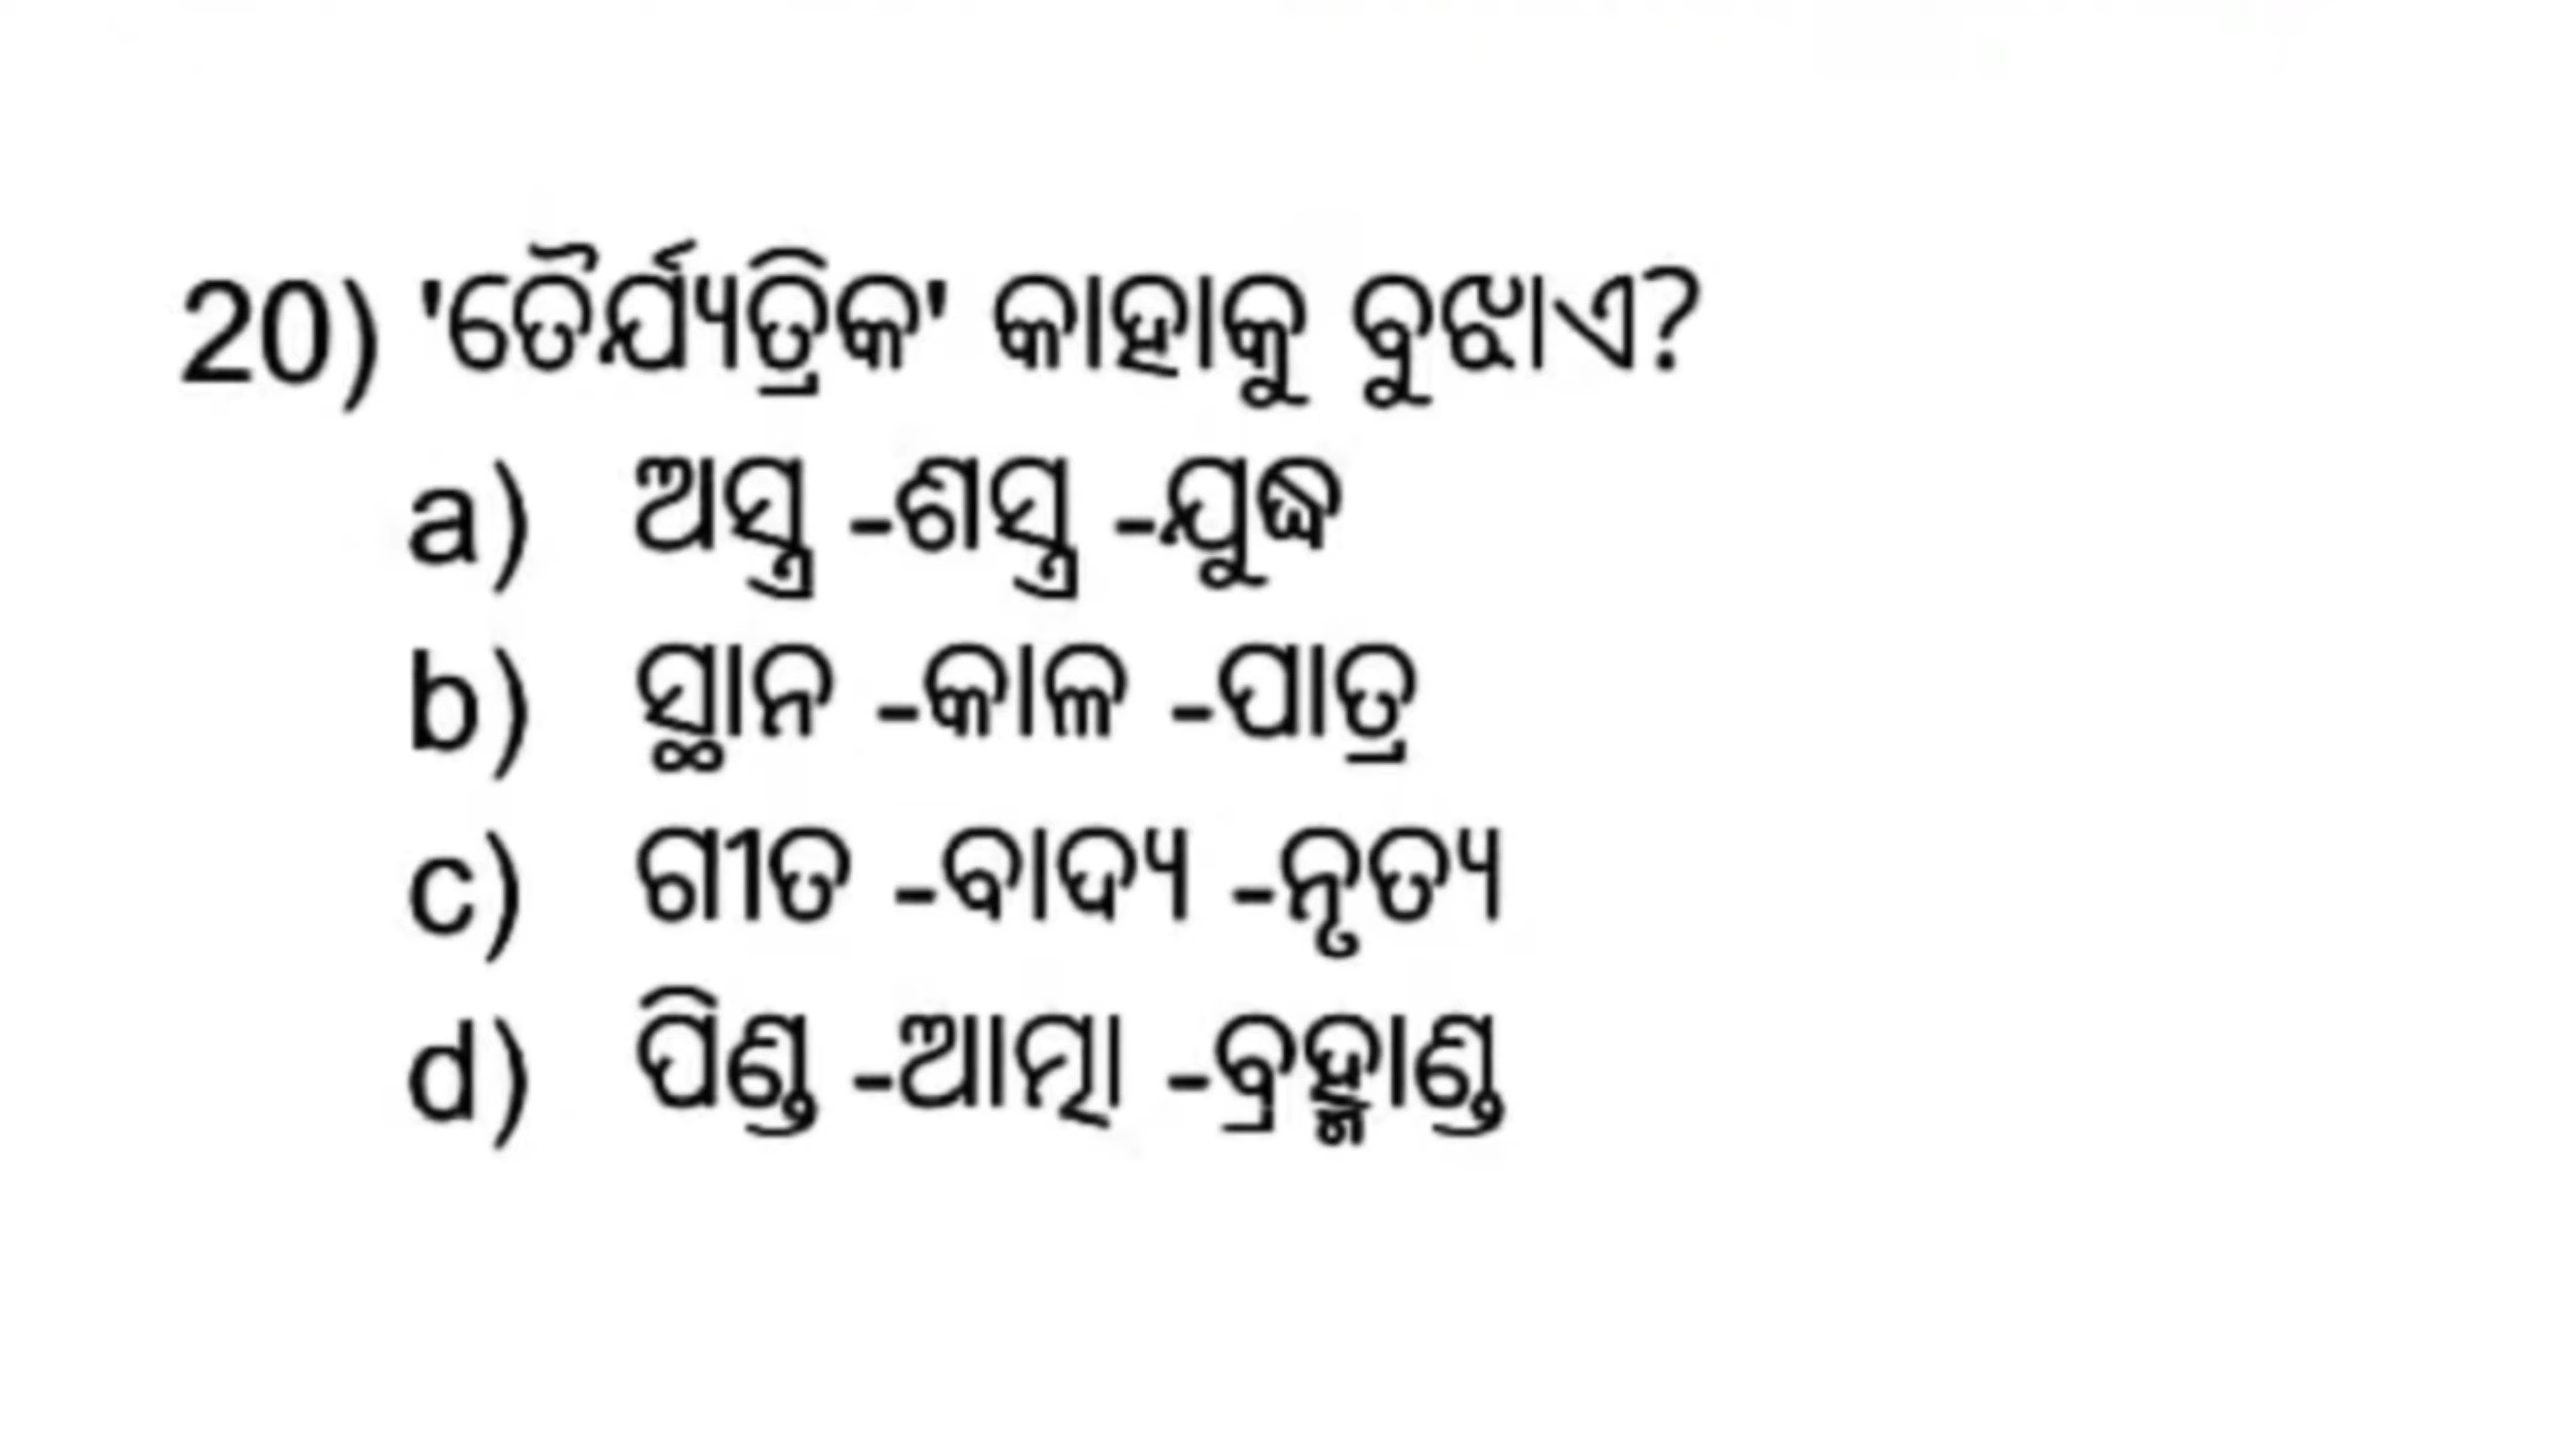 20) 'ତୈର୍ଯ୍ୟତ୍ରିକ' କାହାକୁ ବୁଝାଏ?
a) ଅସ୍ତ୍ର -ଶସ୍ତ୍ର -ଯୁଦ୍ଧ
b) ସ୍ଥାନ -କାଳ -ପାତ୍ର
c) ଗୀତ -ବାଦ୍ୟ -ନୃତ୍ୟ
d) ପିଣ୍ଡ -ଆତ୍ମା -ବ୍ରହ୍ମାଣ୍ଡ